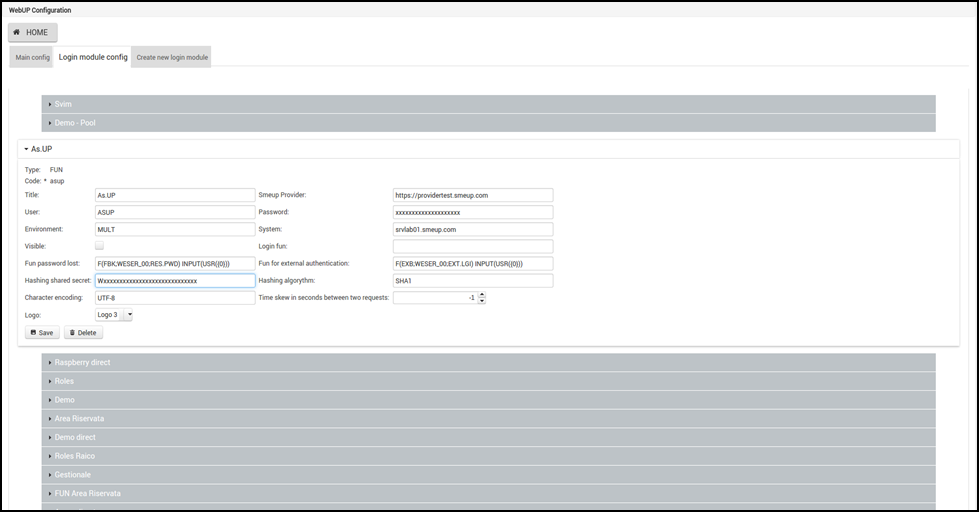 WebUP Configuration
HOME
Main config Login module config Create new login module
Svim
Demo - Pool
As.UP
Type: FUN
Code: * asup
Title: As.UP Smeup Provider: https://providertest.smeup.com
User: ASUP Password: xxxxxxxxxxxxxxxxxxxx
Environment: MULT System: srvlab01.smeup.com
Visible: Login fun:
Fun password lost: F(FBK;WESER_00;RES.PWD) INPUT(USR({0})) Fun for external authentication: F(EXB;WESER_00;EXT.LGI) INPUT(USR({0}))
Hashing shared secret: Wxxxxxxxxxxxxxxxxxxxxxxxxxxxxx Hashing algorythm: SHA1
Character encoding: UTF-8 Time skew in seconds between two requests: -1
Logo: Logo 3
Save Delete
Raspberry direct
Roles
Demo
Area Riservata
Demo direct
Roles Raico
Gestionale
FUN Area Riservata